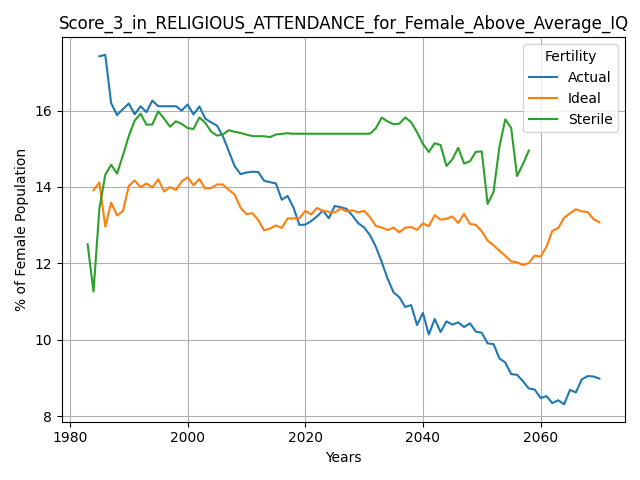 Score_3_in_RELIGIOUS_ATTENDANCE_for_Female_Above_Average_IQ
Fertility
Actual
Ideal
Sterile
% of Female Population
16
14
12
10
8
1980 2000 2020 2040 2060
Years